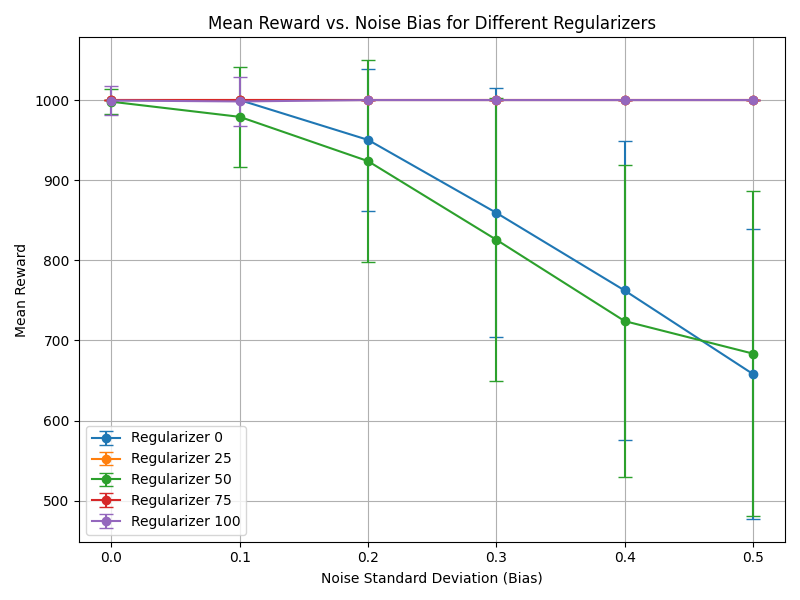 Mean Reward vs. Noise Bias for Different Regularizers
Mean Reward
1000
900
800
700
600
500
Regularizer 0
Regularizer 25
Regularizer 50
Regularizer 75
Regularizer 100
0.0 0.1 0.2 0.3 0.4 0.5
Noise Standard Deviation (Bias)